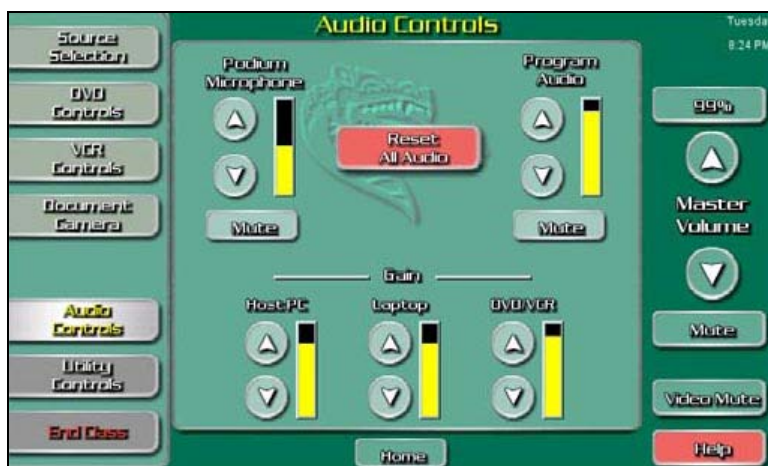 Audio Controls
Tuesda
8:24 PM
Source
Selection
DVD
Controls
VCR
Controls
Document
Camera
Audio
Controls
Utility
Controls
End Class
Podium
Microphone
Mute
Reset
All Audio
Program
Audio
Mute
Gain
Host PC
Laptop
DVD/VCR
Home
99%
Master
Volume
Mute
Video Mute
Help